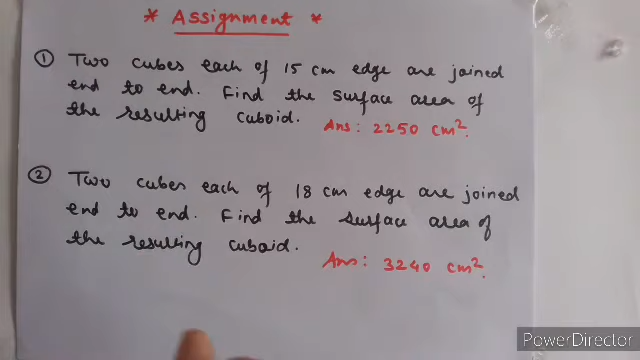 * Assignment *
① Two cubes each of 15 cm edge are joined
end to end. Find the surface area of
the resulting cuboid. Ans: 2250 cm².
② Two cubes each of 18 cm edge are joined
end to end. Find the surface area of
the resulting cuboid.
Ans: 3240 cm².
PowerDirector